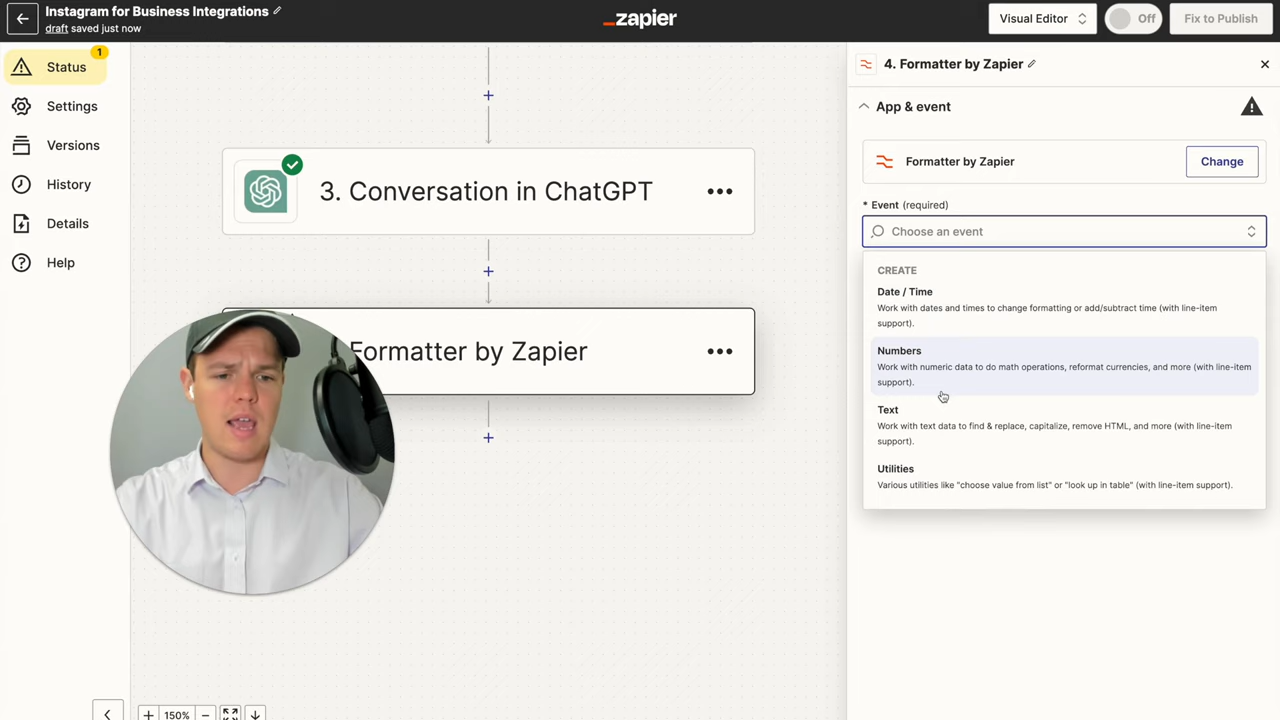 Instagram for Business Integrations
draft saved just now
zapier
Visual Editor
Off
Fix to Publish
Status
1
Settings
Versions
History
Details
Help
3. Conversation in ChatGPT
Formatter by Zapier
150%
4. Formatter by Zapier
App & event
Formatter by Zapier
Change
* Event (required)
Choose an event
CREATE
Date / Time
Work with dates and times to change formatting or add/subtract time (with line-item
support).
Numbers
Work with numeric data to do math operations, reformat currencies, and more (with line-item
support).
Text
Work with text data to find & replace, capitalize, remove HTML, and more (with line-item
support).
Utilities
Various utilities like "choose value from list" or "look up in table" (with line-item support).